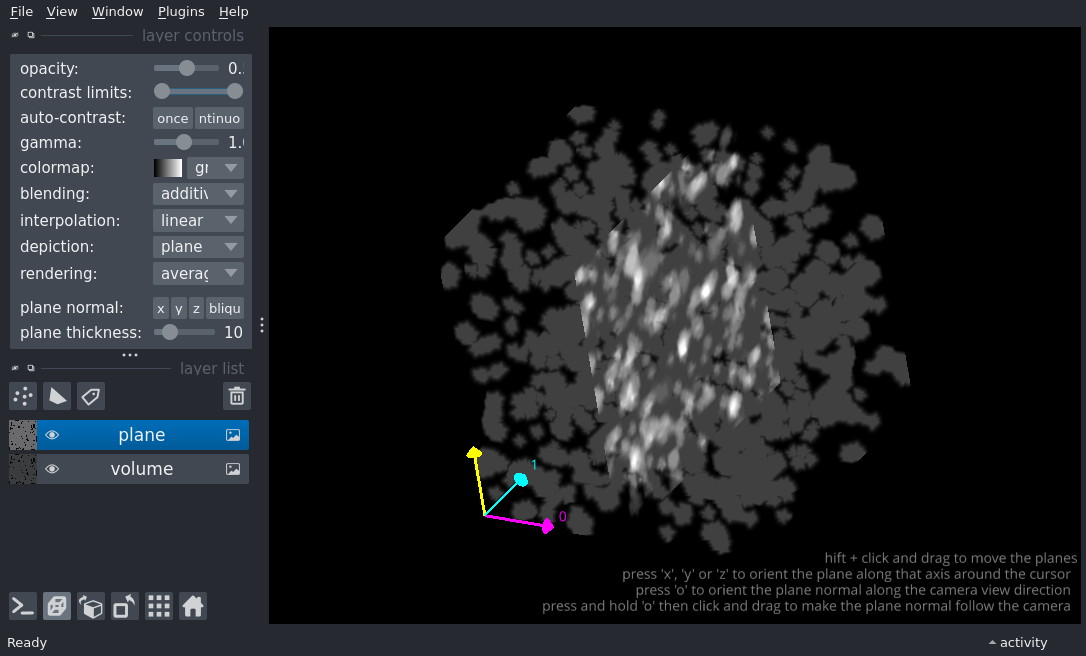 File View Window Plugins Help
layer controls
opacity: 0.
contrast limits:
auto-contrast: once ntinuo
gamma: 1.
colormap: gr
blending: additiv
interpolation: linear
depiction: plane
rendering: averag
plane normal: x y z bliqu
plane thickness: 10
layer list
plane
volume
1
0
hift + click and drag to move the planes
press 'x', 'y' or 'z' to orient the plane along that axis around the cursor
press 'o' to orient the plane normal along the camera view direction
press and hold 'o' then click and drag to make the plane normal follow the camera
Ready
activity